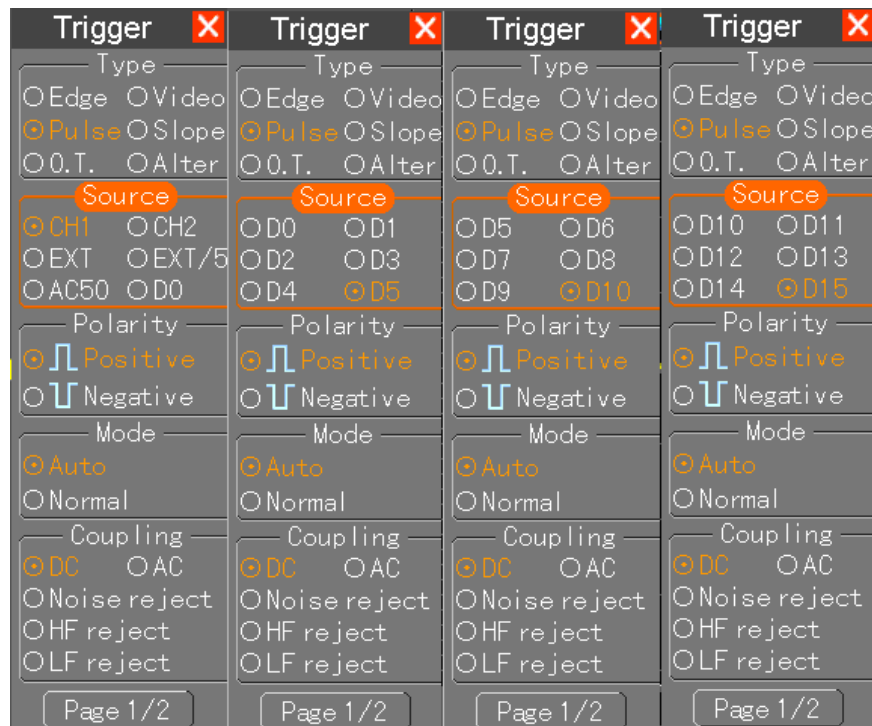 Trigger X
Type
Edge Video
Pulse Slope
O.T. Alter
Source
CH1 CH2
EXT EXT/5
AC50 D0
Polarity
Positive
Negative
Mode
Auto
Normal
Coupling
DC AC
Noise reject
HF reject
LF reject
Page 1/2
Trigger X
Type
Edge Video
Pulse Slope
O.T. Alter
Source
D0 D1
D2 D3
D4 D5
Polarity
Positive
Negative
Mode
Auto
Normal
Coupling
DC AC
Noise reject
HF reject
LF reject
Page 1/2
Trigger X
Type
Edge Video
Pulse Slope
O.T. Alter
Source
D5 D6
D7 D8
D9 D10
Polarity
Positive
Negative
Mode
Auto
Normal
Coupling
DC AC
Noise reject
HF reject
LF reject
Page 1/2
Trigger X
Type
Edge Video
Pulse Slope
O.T. Alter
Source
D10 D11
D12 D13
D14 D15
Polarity
Positive
Negative
Mode
Auto
Normal
Coupling
DC AC
Noise reject
HF reject
LF reject
Page 1/2